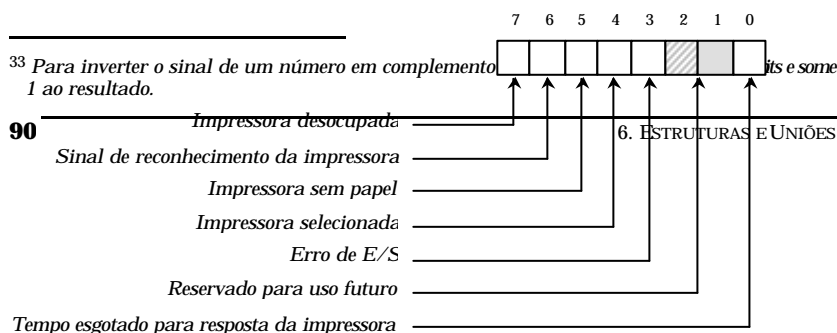 7 6 5 4 3 2 1 0
33 Para inverter o sinal de um número em complemento its e some
1 ao resultado.
Impressora desocupada
90 6. ESTRUTURAS E UNIÕES
Sinal de reconhecimento da impressora
Impressora sem papel
Impressora selecionada
Erro de E/S
Reservado para uso futuro
Tempo esgotado para resposta da impressora